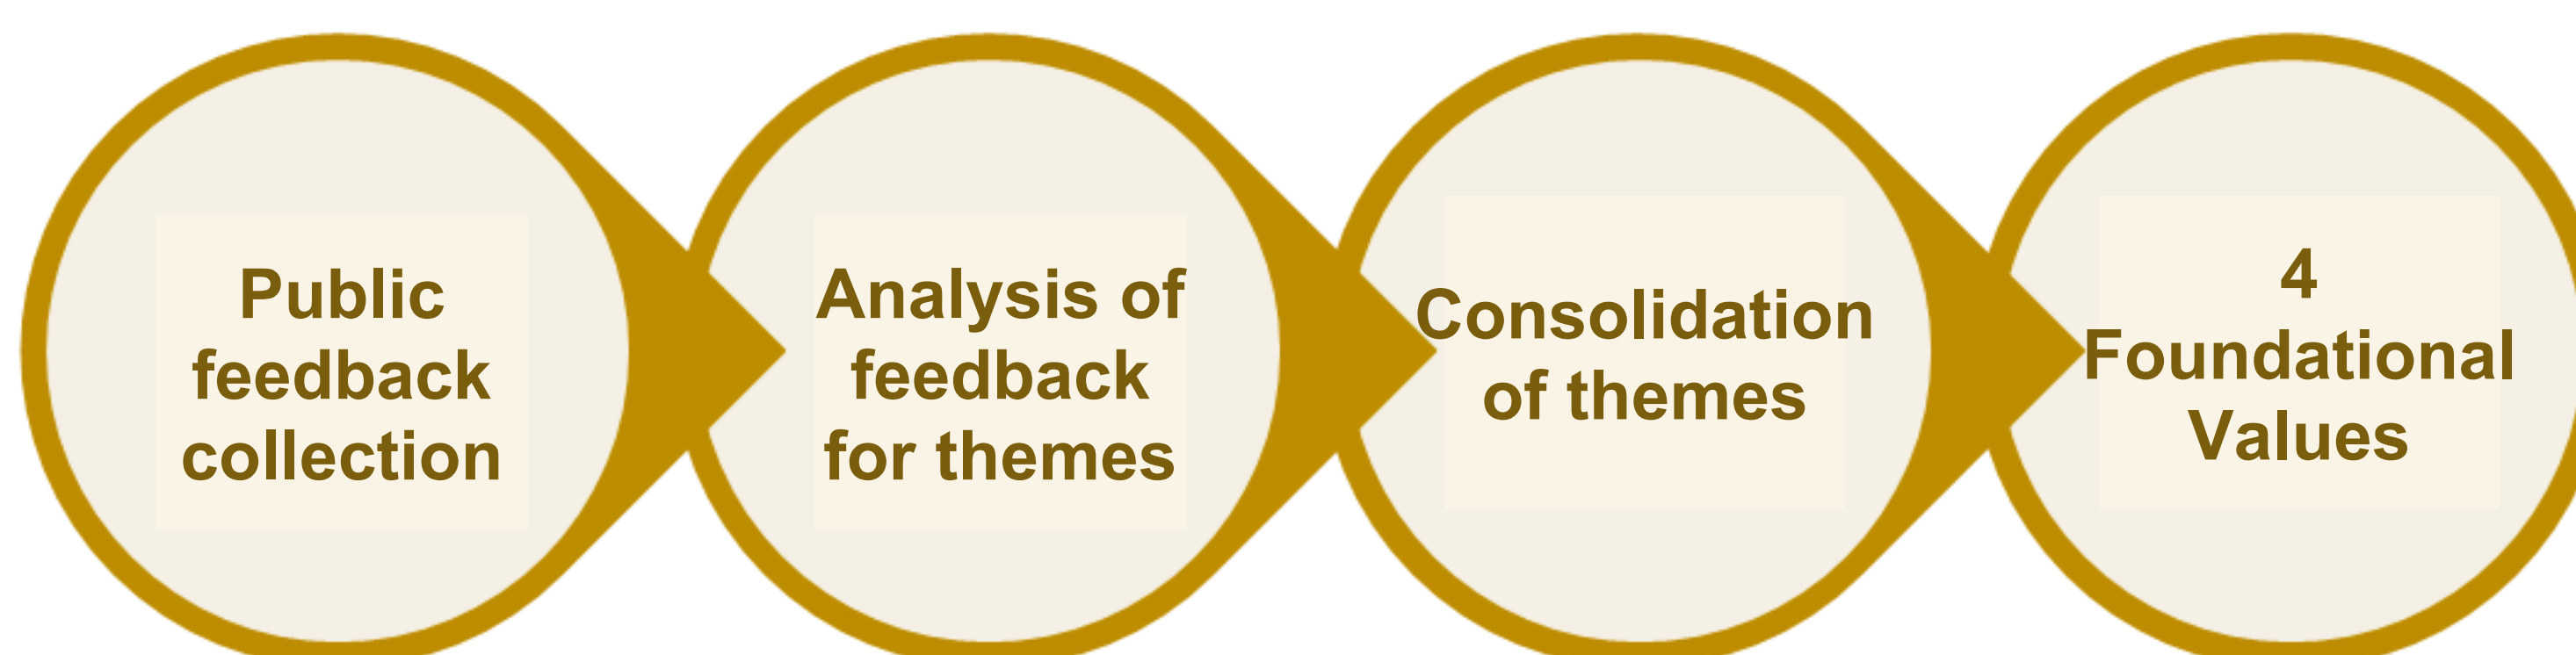 Public
feedback
collection
Analysis of
feedback
for themes
Consolidation
of themes
4
Foundational
Values